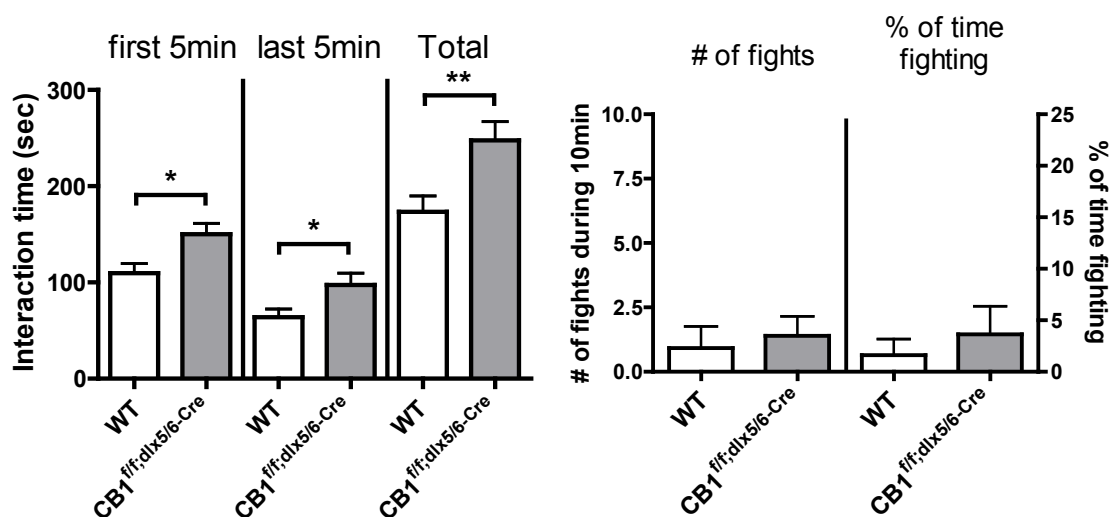 first 5min
last 5min
Total
Interaction time (sec)
300
200
100
0
*
*
**
WT
CB1f/f;dlx5/6-Cre
WT
CB1f/f;dlx5/6-Cre
WT
CB1f/f;dlx5/6-Cre
# of fights
% of time
fighting
# of fights during 10min
10.0
7.5
5.0
2.5
0.0
25
20
15
10
5
0
% of time fighting
WT
CB1f/f;dlx5/6-Cre
WT
CB1f/f;dlx5/6-Cre